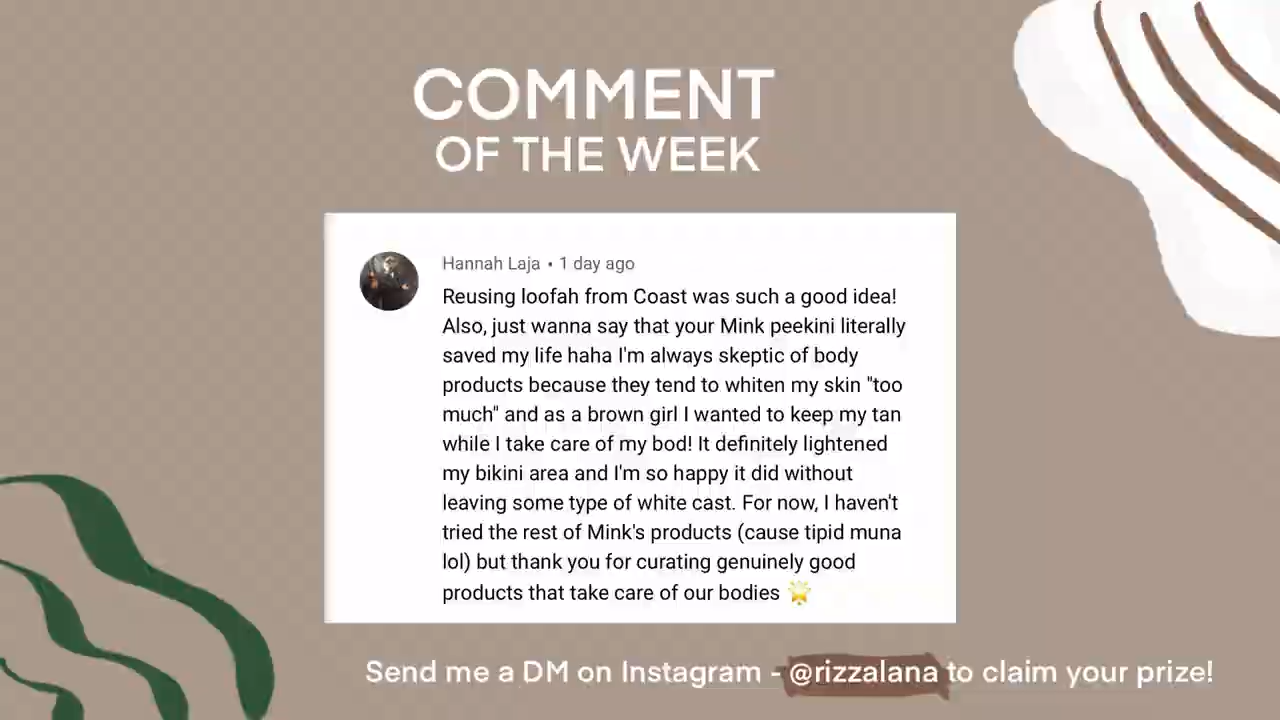 COMMENT
OF THE WEEK
Hannah Laja • 1 day ago
Reusing loofah from Coast was such a good idea!
Also, just wanna say that your Mink peekini literally
saved my life haha I'm always skeptic of body
products because they tend to whiten my skin "too
much" and as a brown girl I wanted to keep my tan
while I take care of my bod! It definitely lightened
my bikini area and I'm so happy it did without
leaving some type of white cast. For now, I haven't
tried the rest of Mink's products (cause tipid muna
lol) but thank you for curating genuinely good
products that take care of our bodies 🌟
Send me a DM on Instagram - @rizzalana to claim your prize!